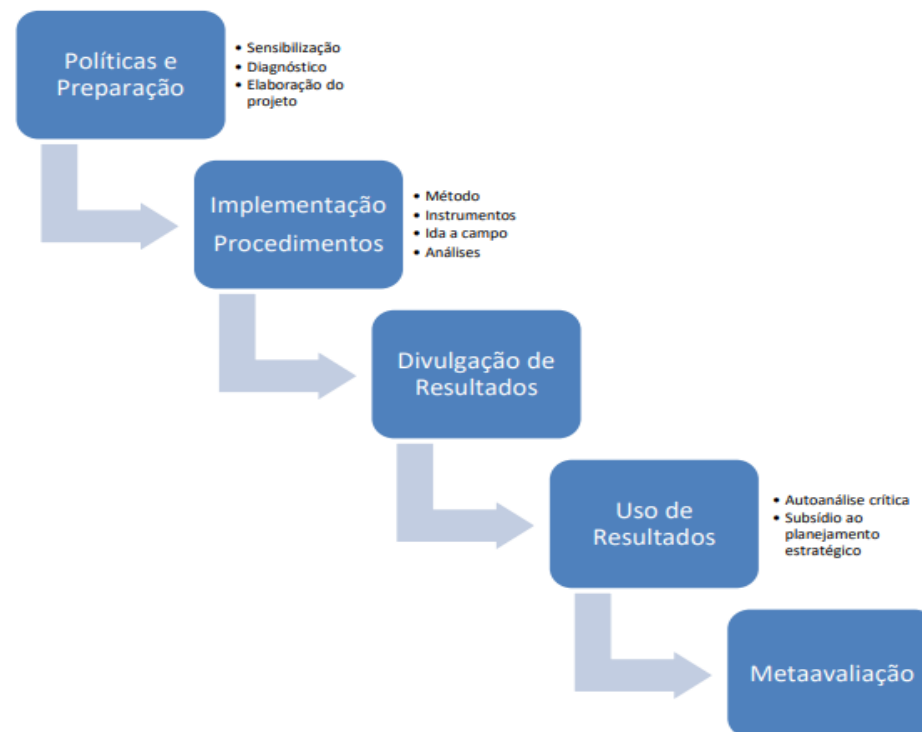 Políticas e
Preparação
• Sensibilização
• Diagnóstico
• Elaboração do
projeto
Implementação
Procedimentos
• Método
• Instrumentos
• Ida a campo
• Análises
Divulgação de
Resultados
Uso de
Resultados
• Autoanálise crítica
• Subsídio ao
planejamento
estratégico
Metaavaliação